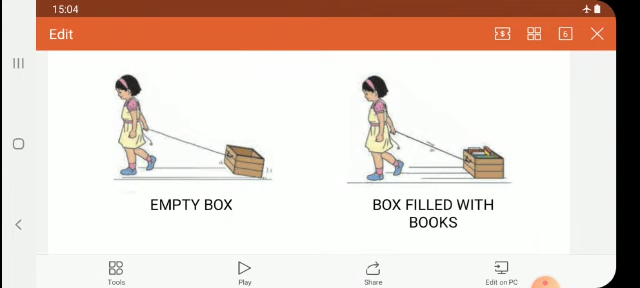 15:04
Edit
$
6
EMPTY BOX
BOX FILLED WITH
BOOKS
Tools
Play
Share
Edit on PC